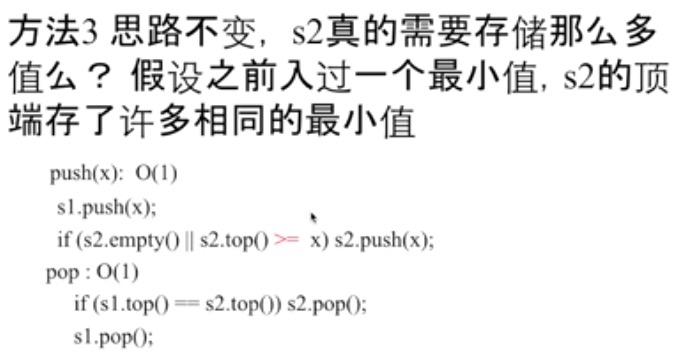 方法3 思路不变，s2真的需要存储那么多
值么？ 假设之前入过一个最小值, s2的顶
端存了许多相同的最小值
push(x): O(1)
s1.push(x);
if (s2.empty() || s2.top() >= x) s2.push(x);
pop : O(1)
if (s1.top() == s2.top()) s2.pop();
s1.pop();